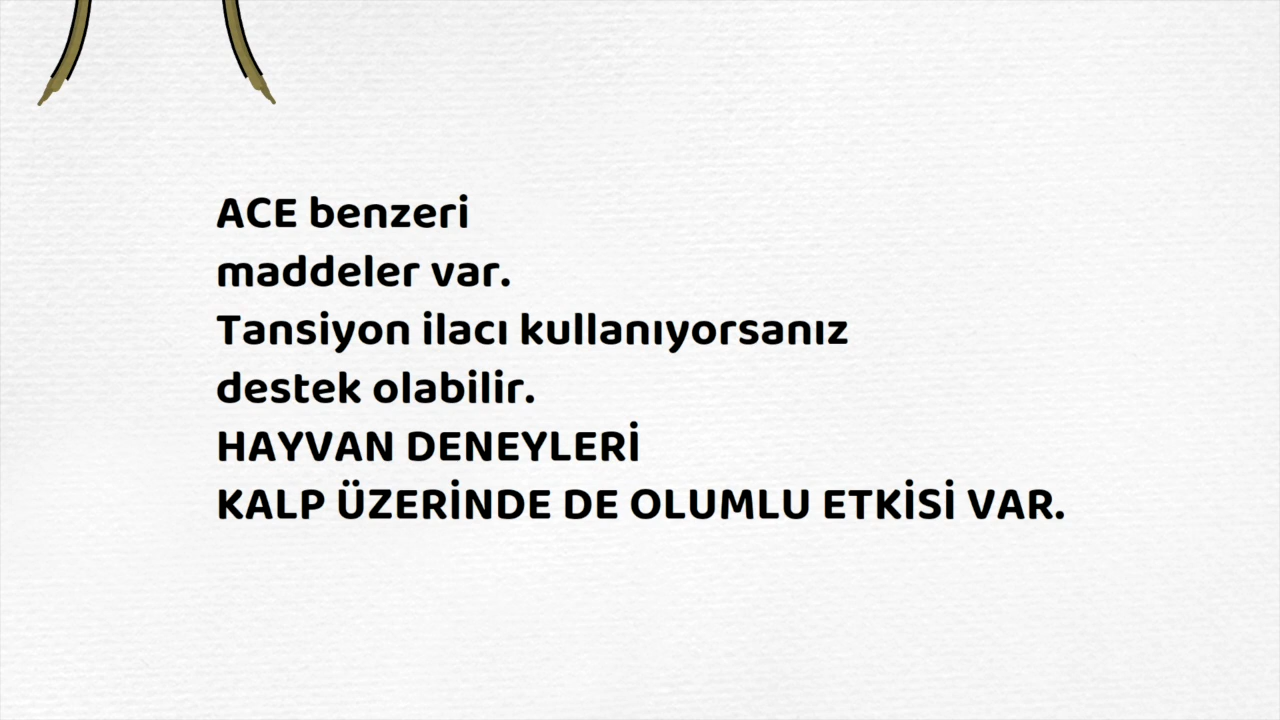 ACE benzeri
maddeler var.
Tansiyon ilacı kullanıyorsanız
destek olabilir.
HAYVAN DENEYLERİ
KALP ÜZERİNDE DE OLUMLU ETKİSİ VAR.